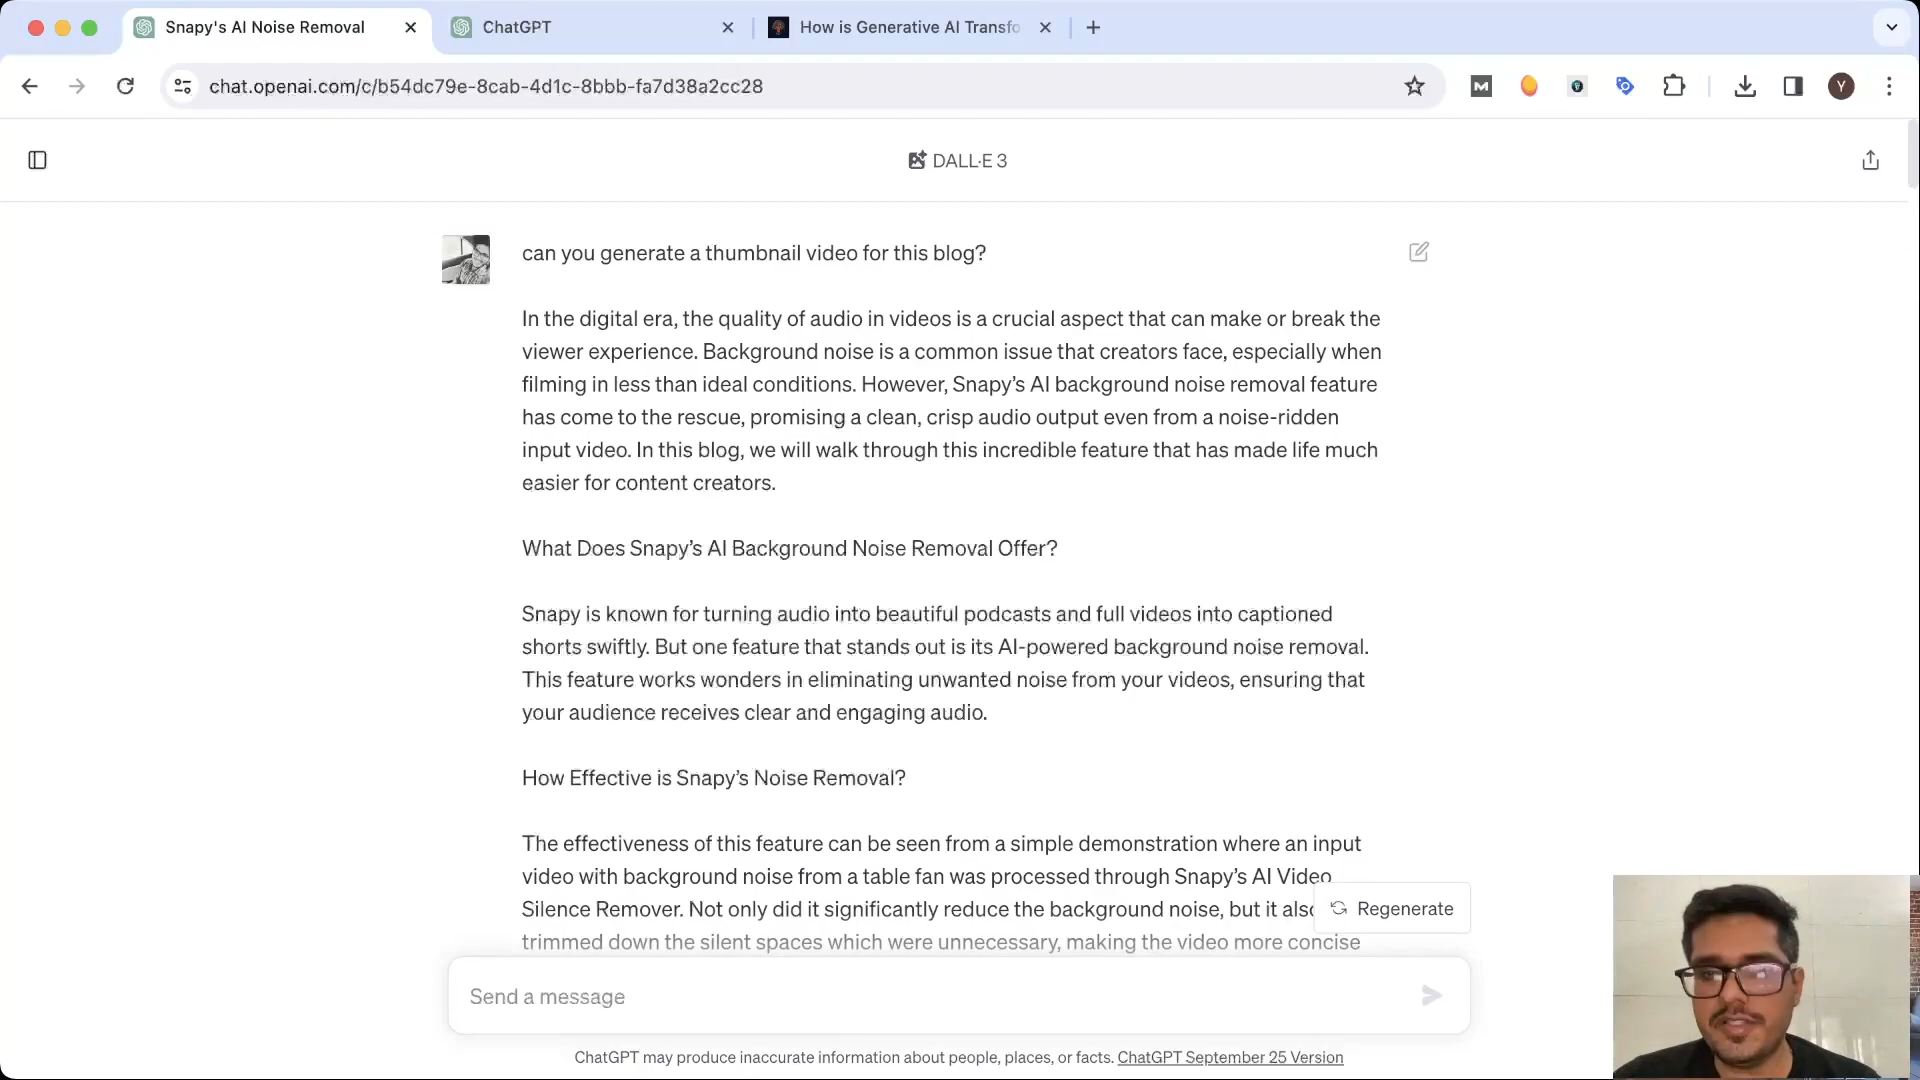 Snapy's AI Noise Removal
ChatGPT
How is Generative AI Transfo
chat.openai.com/c/b54dc79e-8cab-4d1c-8bbb-fa7d38a2cc28
M
Y
DALL·E 3
can you generate a thumbnail video for this blog?
In the digital era, the quality of audio in videos is a crucial aspect that can make or break the
viewer experience. Background noise is a common issue that creators face, especially when
filming in less than ideal conditions. However, Snapy’s AI background noise removal feature
has come to the rescue, promising a clean, crisp audio output even from a noise-ridden
input video. In this blog, we will walk through this incredible feature that has made life much
easier for content creators.
What Does Snapy’s AI Background Noise Removal Offer?
Snapy is known for turning audio into beautiful podcasts and full videos into captioned
shorts swiftly. But one feature that stands out is its AI-powered background noise removal.
This feature works wonders in eliminating unwanted noise from your videos, ensuring that
your audience receives clear and engaging audio.
How Effective is Snapy’s Noise Removal?
The effectiveness of this feature can be seen from a simple demonstration where an input
video with background noise from a table fan was processed through Snapy’s AI Video
Silence Remover. Not only did it significantly reduce the background noise, but it also
Regenerate
trimmed down the silent spaces which were unnecessary, making the video more concise
Send a message
ChatGPT may produce inaccurate information about people, places, or facts. ChatGPT September 25 Version